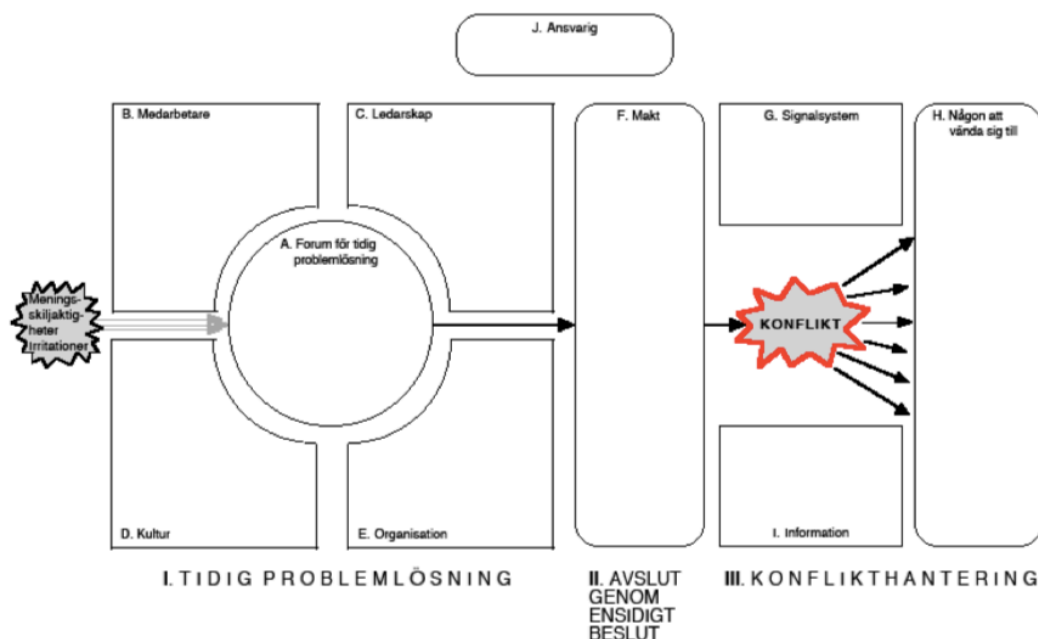 J. Ansvarig
B. Medarbetare
C. Ledarskap
F. Makt
G. Signalsystem
H. Någon att
vända sig till
A. Forum för tidig
problemlösning
Menings-
skiljaktig-
heter
Irritationer
KONFLIKT
D. Kultur
E. Organisation
I. Information
I. TIDIG PROBLEMLÖSNING
II. AVSLUT
GENOM
ENSIDIGT
BESLUT
III. KONFLIKTHANTERING